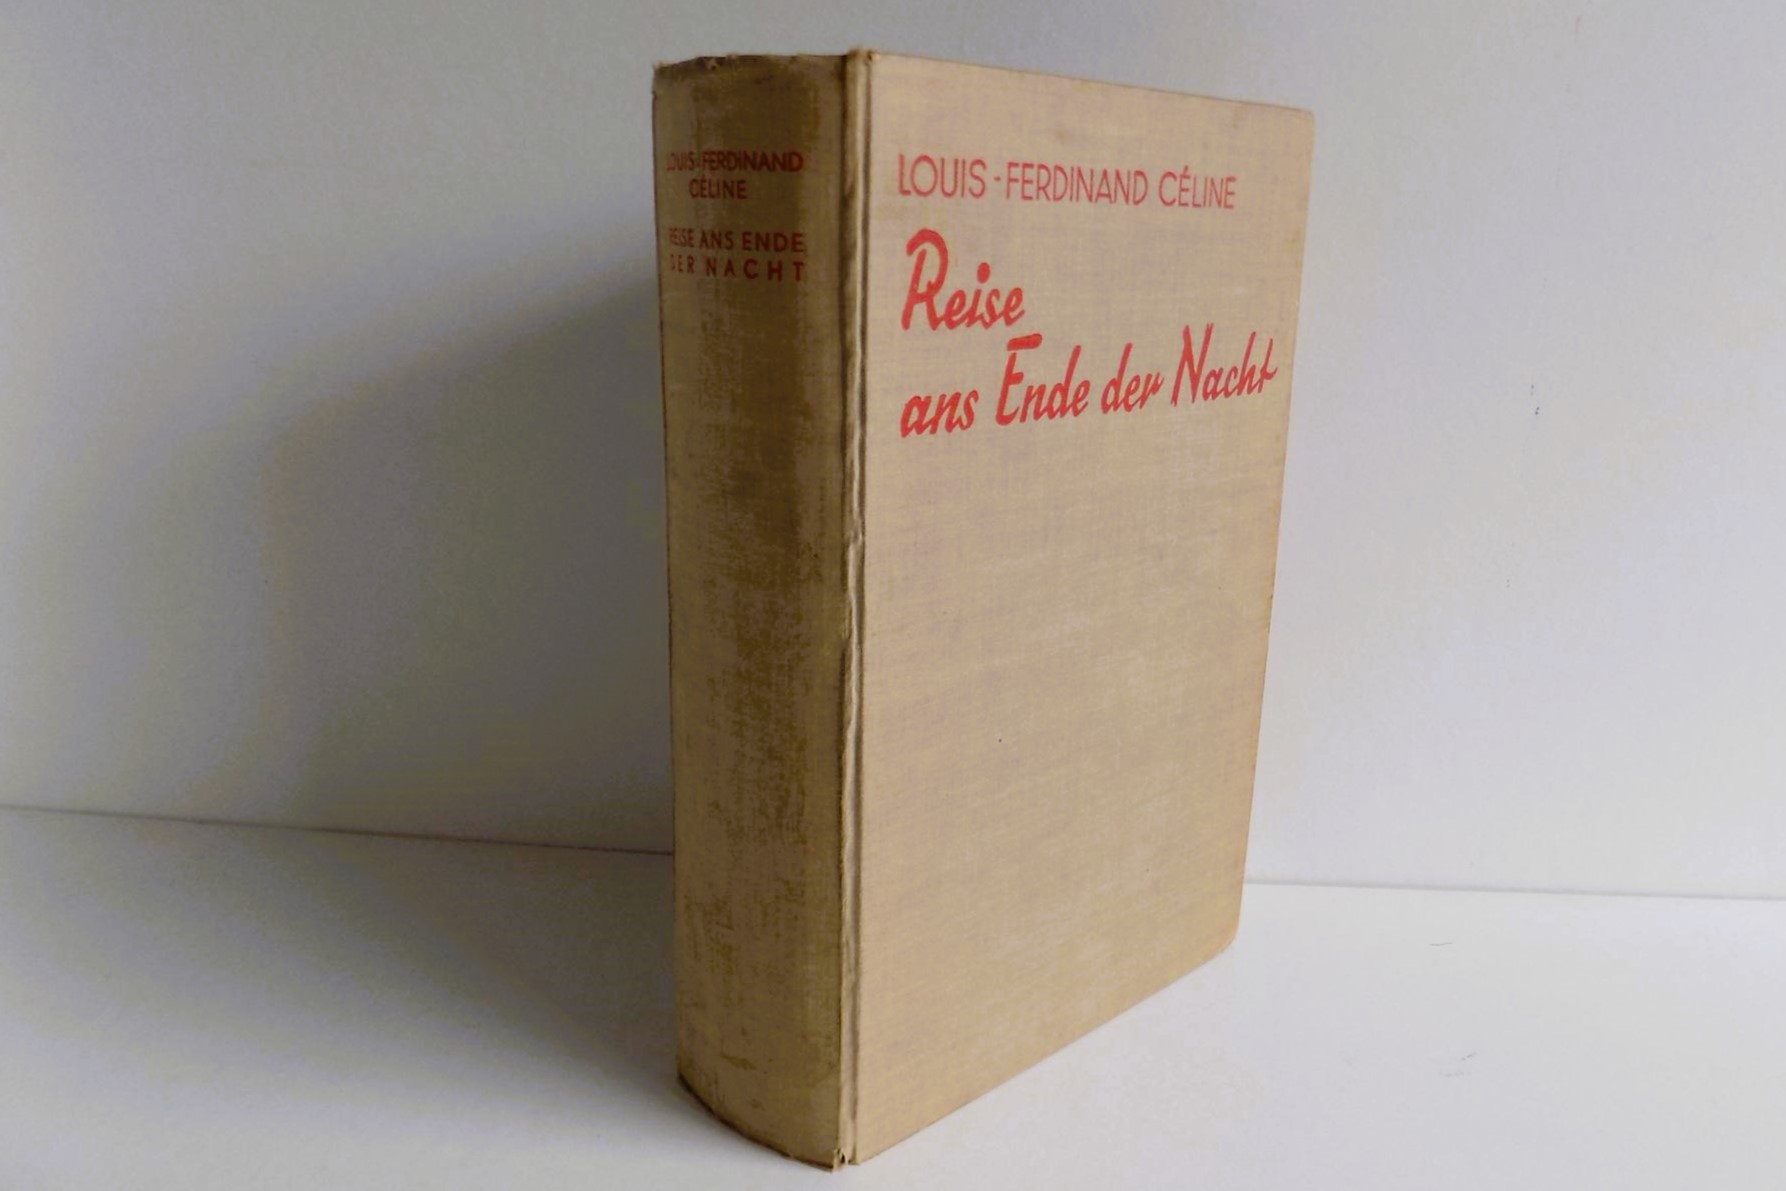 LOUIS-FERDINAND
CÉLINE
REISE ANS ENDE
DER NACHT
LOUIS-FERDINAND CÉLINE
Reise
ans Ende der Nacht